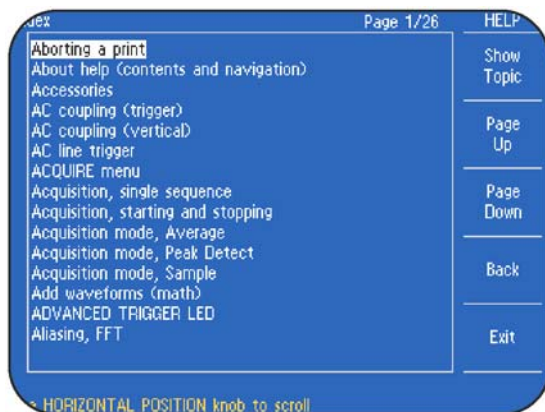 dex Page 1/26 HELP
Aborting a print
About help (contents and navigation)
Accessories
AC coupling (trigger)
AC coupling (vertical)
AC line trigger
ACQUIRE menu
Acquisition, single sequence
Acquisition, starting and stopping
Acquisition mode, Average
Acquisition mode, Peak Detect
Acquisition mode, Sample
Add waveforms (math)
ADVANCED TRIGGER LED
Aliasing, FFT
Show
Topic
Page
Up
Page
Down
Back
Exit
HORIZONTAL POSITION knob to scroll